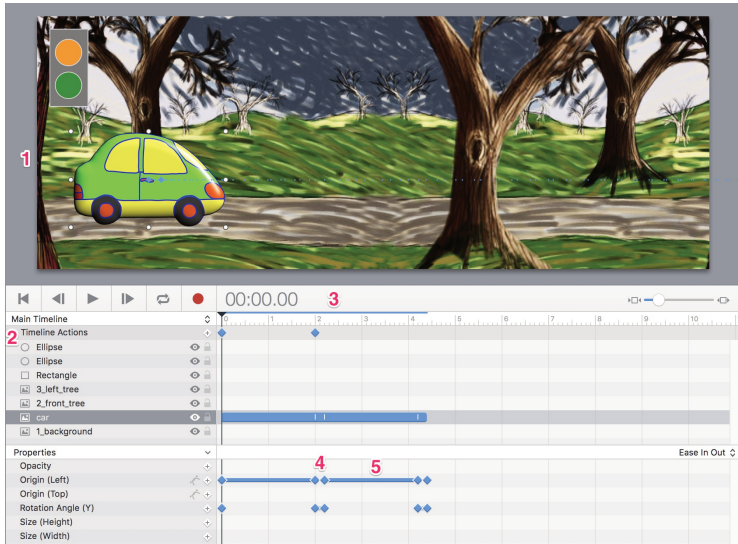 1
00:00.00
3
Main Timeline
0 1 2 3 4 5 6 7 8 9 10
2
Timeline Actions
Ellipse
Ellipse
Rectangle
3_left_tree
2_front_tree
car
1_background
Properties
Ease In Out
Opacity
4
5
Origin (Left)
Origin (Top)
Rotation Angle (Y)
Size (Height)
Size (Width)